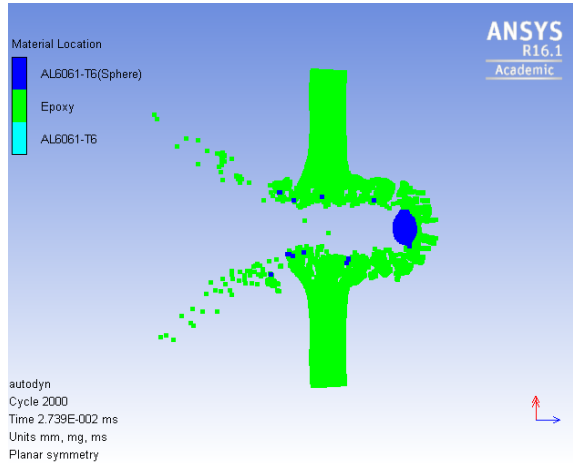 ANSYS
R16.1
Academic
Material Location
AL6061-T6(Sphere)
Epoxy
AL6061-T6
autodyn
Cycle 2000
Time 2.739E-002 ms
Units mm, mg, ms
Planar symmetry